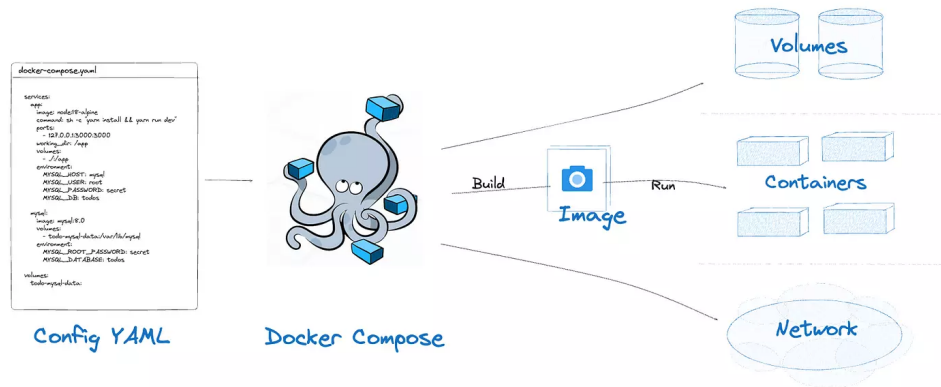 docker-compose.yaml
services:
app:
image: node:18-alpine
command: sh -c "yarn install && yarn run dev"
ports:
- 127.0.0.1:3000:3000
working_dir: /app
volumes:
- ./:/app
environment:
MYSQL_HOST: mysql
MYSQL_USER: root
MYSQL_PASSWORD: secret
MYSQL_DB: todos
mysql:
image: mysql:8.0
volumes:
- todo-mysql-data:/var/lib/mysql
environment:
MYSQL_ROOT_PASSWORD: secret
MYSQL_DATABASE: todos
volumes:
todo-mysql-data:
Config YAML
Docker Compose
Build
Image
Run
Volumes
Containers
Network